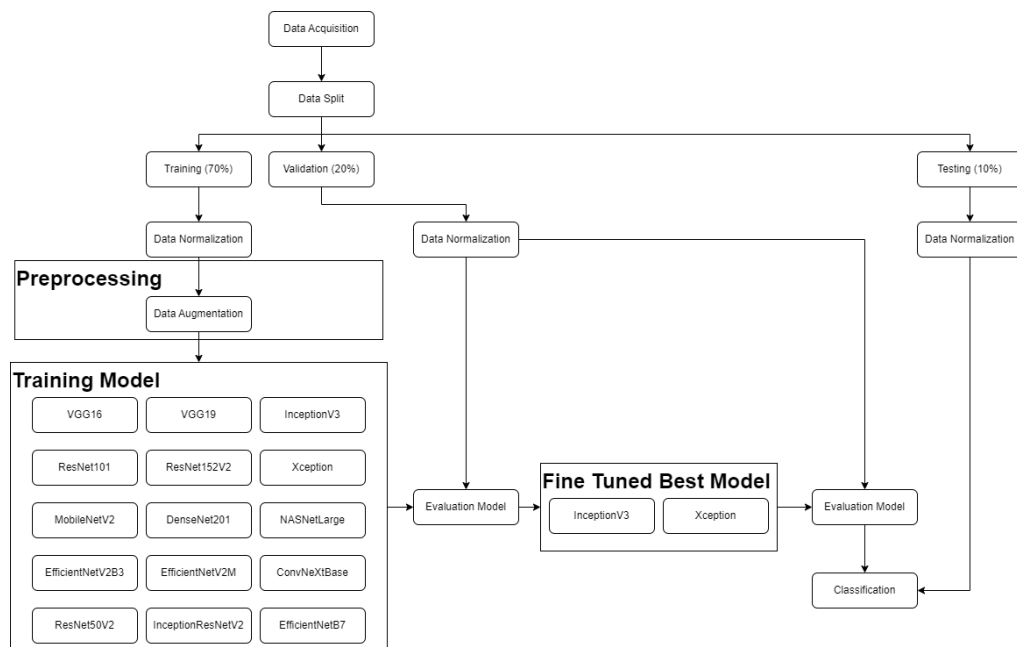 Data Acquisition
Data Split
Training (70%)
Validation (20%)
Testing (10%)
Data Normalization
Data Normalization
Data Normalization
Preprocessing
Data Augmentation
Training Model
VGG16
VGG19
InceptionV3
ResNet101
ResNet152V2
Xception
MobileNetV2
DenseNet201
NASNetLarge
EfficientNetV2B3
EfficientNetV2M
ConvNeXtBase
ResNet50V2
InceptionResNetV2
EfficientNetB7
Evaluation Model
Fine Tuned Best Model
InceptionV3
Xception
Evaluation Model
Classification